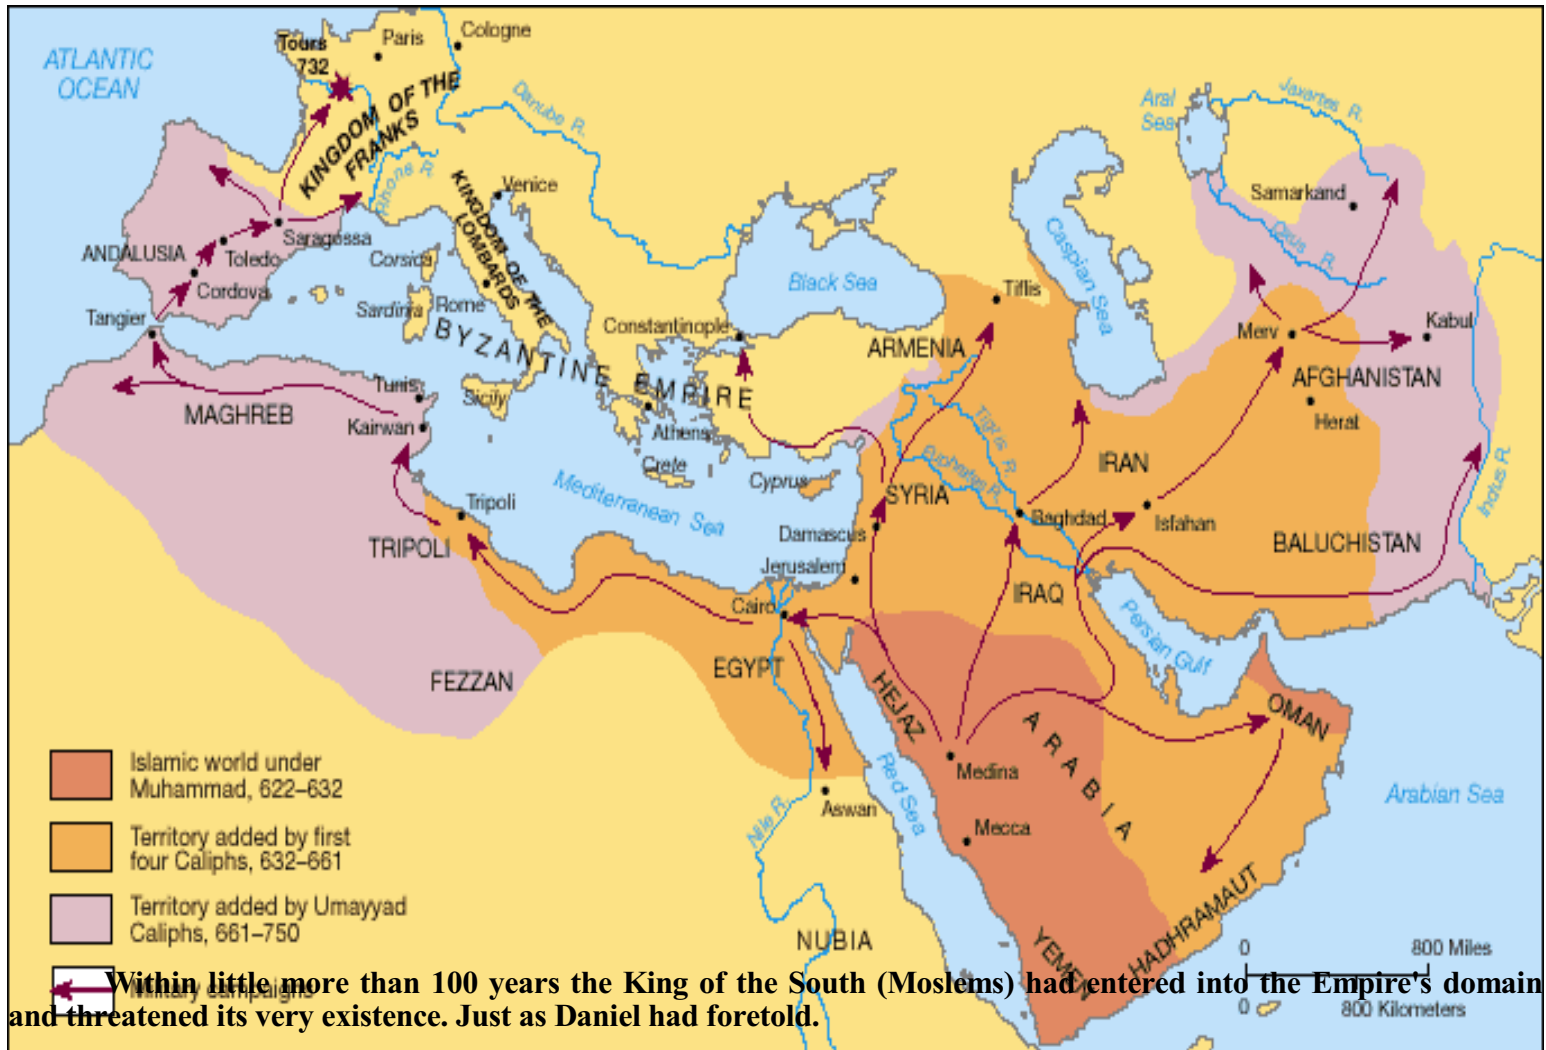 ATLANTIC
OCEAN
Tours
732
Paris
Cologne
KINGDOM OF THE
FRANKS
Danube R.
Rhone R.
Venice
KINGDOM OF THE
LOMBARDS
Aral
Sea
Jaxartes R.
Samarkand
Oxus R.
Caspian Sea
Black Sea
ANDALUSIA
Saragossa
Toledo
Cordova
Tangier
Corsica
Sardinia
Rome
BYZANTINE EMPIRE
Constantinople
Tiflis
ARMENIA
Merv
Kabul
AFGHANISTAN
Herat
MAGHREB
Tunis
Kairwan
Sicily
Athens
Crete
Cyprus
Mediterranean Sea
Tigris R.
Euphrates R.
SYRIA
IRAN
Tripoli
TRIPOLI
Damascus
Baghdad
Isfahan
BALUCHISTAN
Indus R.
Jerusalem
Cairo
IRAQ
Persian Gulf
FEZZAN
EGYPT
HEJAZ
ARABIA
OMAN
Medina
Mecca
Red Sea
Aswan
Nile R.
Arabian Sea
NUBIA
YEMEN
HADHRAMAUT
Islamic world under
Muhammad, 622–632
Territory added by first
four Caliphs, 632–661
Territory added by Umayyad
Caliphs, 661–750
Military campaigns
0 800 Miles
0 800 Kilometers
Within little more than 100 years the King of the South (Moslems) had entered into the Empire's domain
and threatened its very existence. Just as Daniel had foretold.